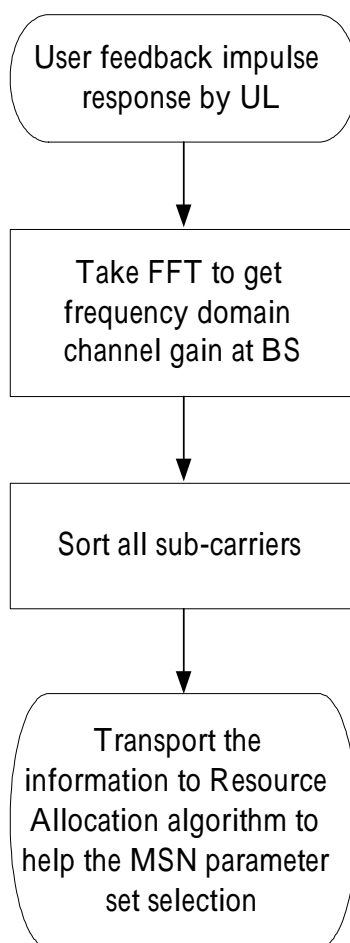 User feedback impulse
response by UL
Take FFT to get
frequency domain
channel gain at BS
Sort all sub-carriers
Transport the
information to Resource
Allocation algorithm to
help the MSN parameter
set selection